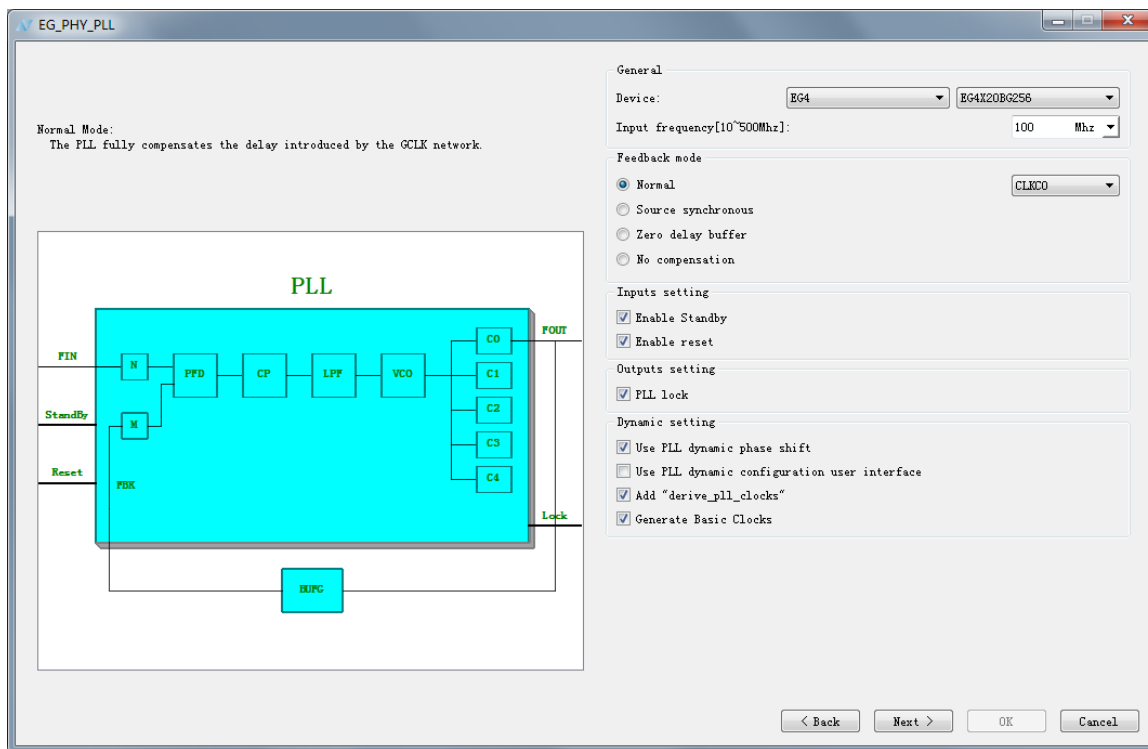 EG_PHY_PLL
Normal Mode:
The PLL fully compensates the delay introduced by the GCLK network.
PLL
FIN
StandBy
Reset
N
M
PFD
CP
LPF
VCO
C0
C1
C2
C3
C4
FOUT
FBK
Lock
BUFG
General
Device:
EG4
EG4X20BG256
Input frequency[10~500Mhz]:
100 Mhz
Feedback mode
Normal
CLKC0
Source synchronous
Zero delay buffer
No compensation
Inputs setting
Enable Standby
Enable reset
Outputs setting
PLL lock
Dynamic setting
Use PLL dynamic phase shift
Use PLL dynamic configuration user interface
Add "derive_pll_clocks"
Generate Basic Clocks
< Back
Next >
OK
Cancel